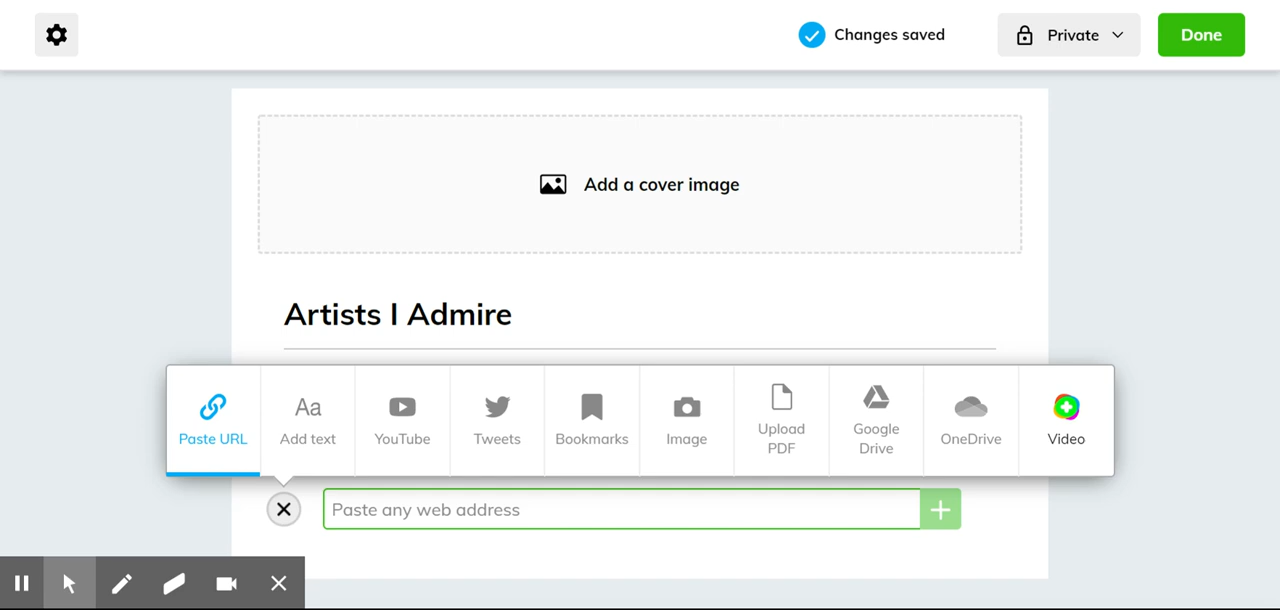 Changes saved
Private
Done
Add a cover image
Artists I Admire
Paste URL
Aa
Add text
YouTube
Tweets
Bookmarks
Image
Upload
PDF
Google
Drive
OneDrive
Video
Paste any web address